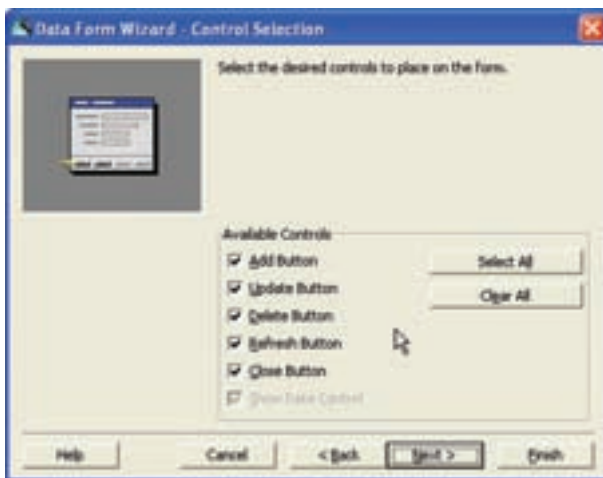 Data Form Wizard - Control Selection
Select the desired controls to place on the form.
Available Controls
Add Button
Select All
Update Button
Clear All
Delete Button
Refresh Button
Close Button
Show Data Control
Help
Cancel
< Back
Next >
Finish